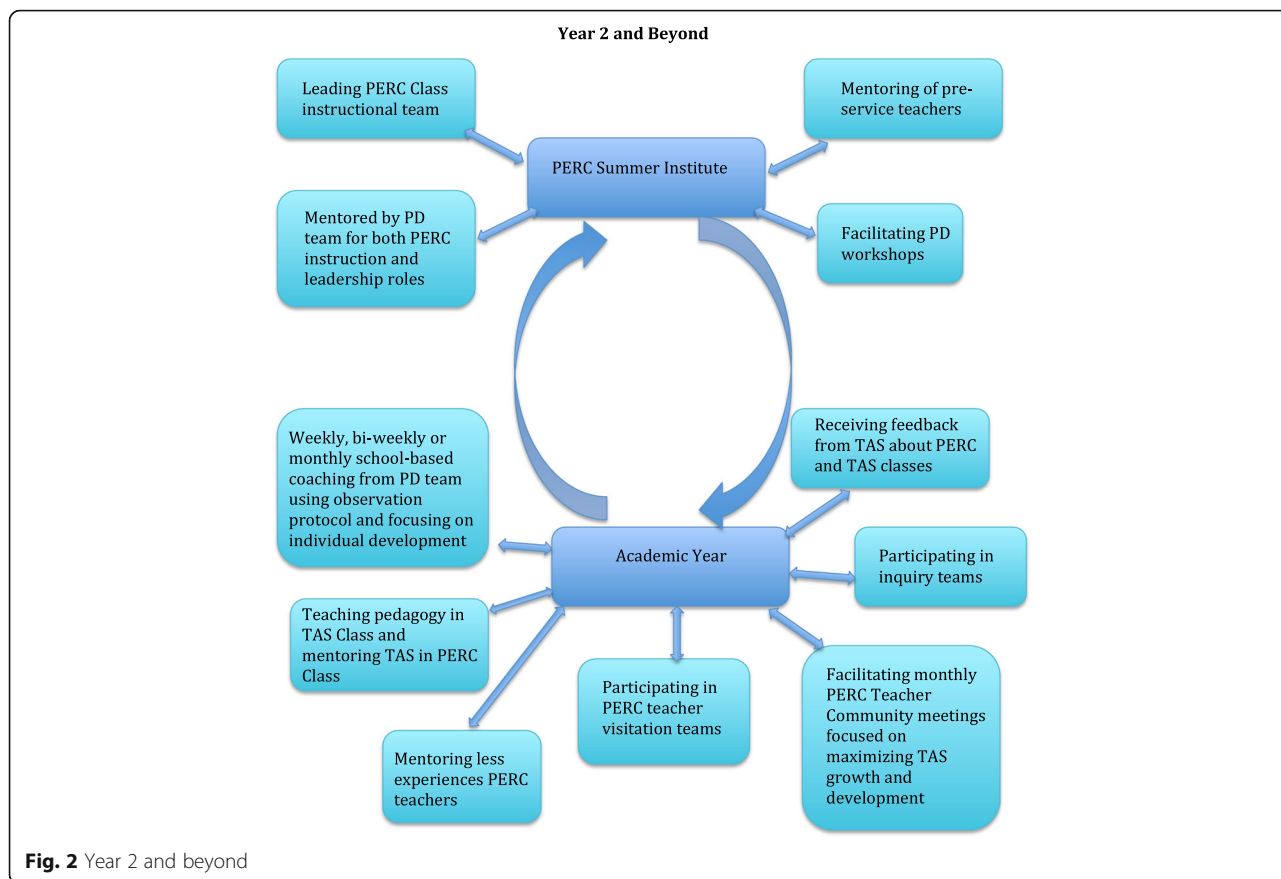 Year 2 and Beyond
Leading PERC Class
instructional team
Mentoring of pre-
service teachers
PERC Summer Institute
Mentored by PD
team for both PERC
instruction and
leadership roles
Facilitating PD
workshops
Weekly, bi-weekly or
monthly school-based
coaching from PD team
using observation
protocol and focusing on
individual development
Receiving feedback
from TAS about PERC
and TAS classes
Academic Year
Participating in
inquiry teams
Teaching pedagogy in
TAS Class and
mentoring TAS in PERC
Class
Participating in
PERC teacher
visitation teams
Facilitating monthly
PERC Teacher
Community meetings
focused on
maximizing TAS
growth and
development
Mentoring less
experiences PERC
teachers
Fig. 2 Year 2 and beyond